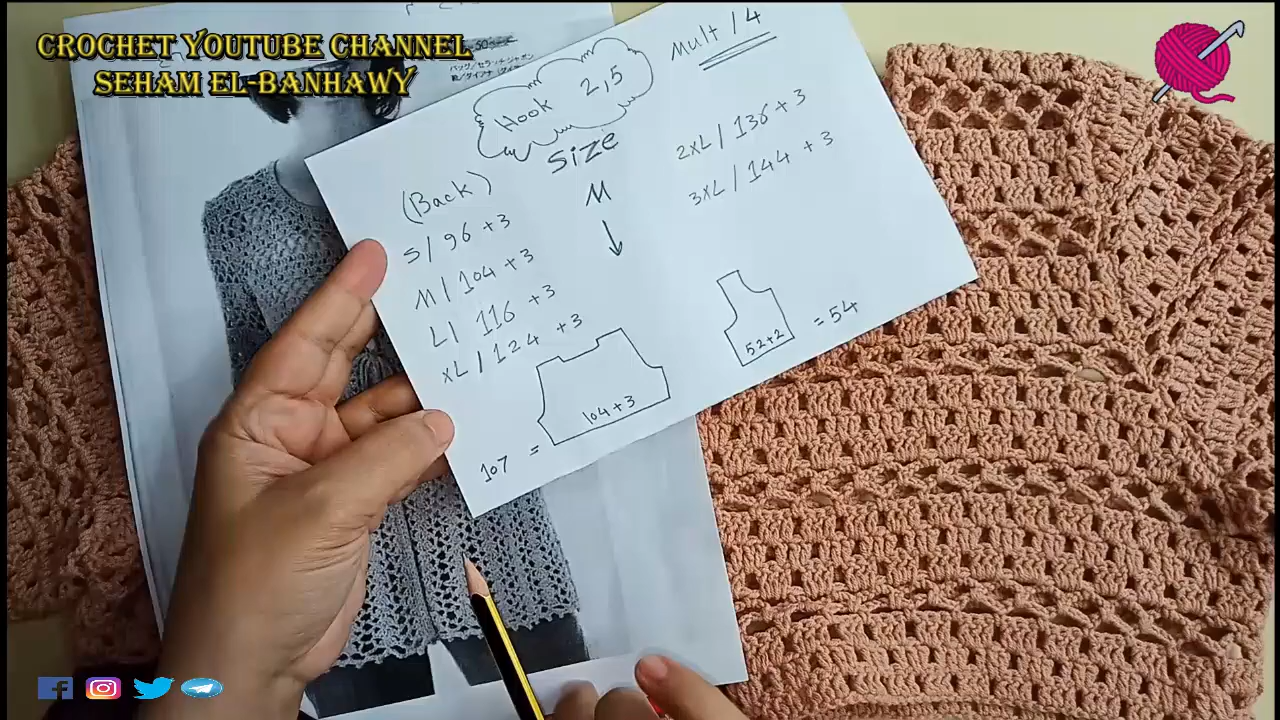 CROCHET YOUTUBE CHANNEL
SEHAM EL-BANHAWY
Hook 2,5
Mult / 4
Size
M
(Back)
S / 96 + 3
M / 104 + 3
L / 116 + 3
XL / 124 + 3
2XL / 136 + 3
3XL / 144 + 3
104 + 3
107 =
52+2
= 54